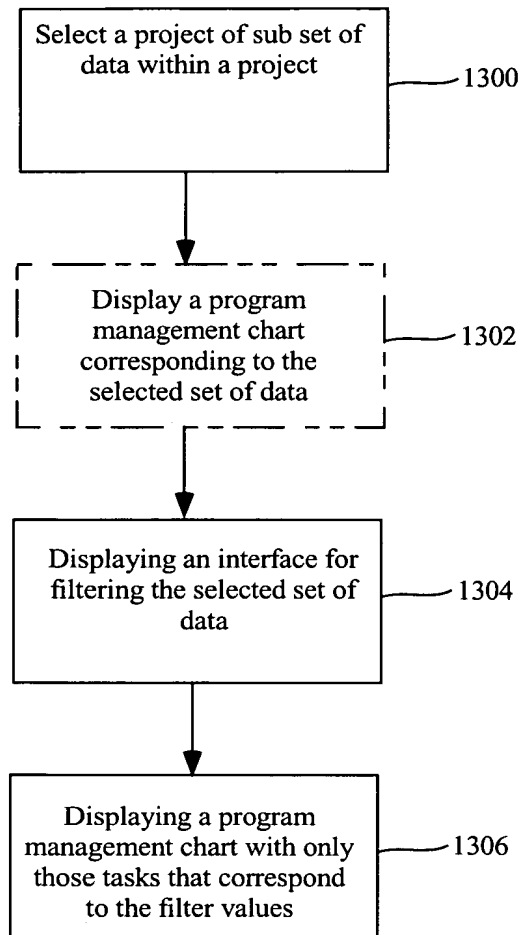 Select a project of sub set of
data within a project
1300
Display a program
management chart
corresponding to the
selected set of data
1302
Displaying an interface for
filtering the selected set of
data
1304
Displaying a program
management chart with only
those tasks that correspond
to the filter values
1306